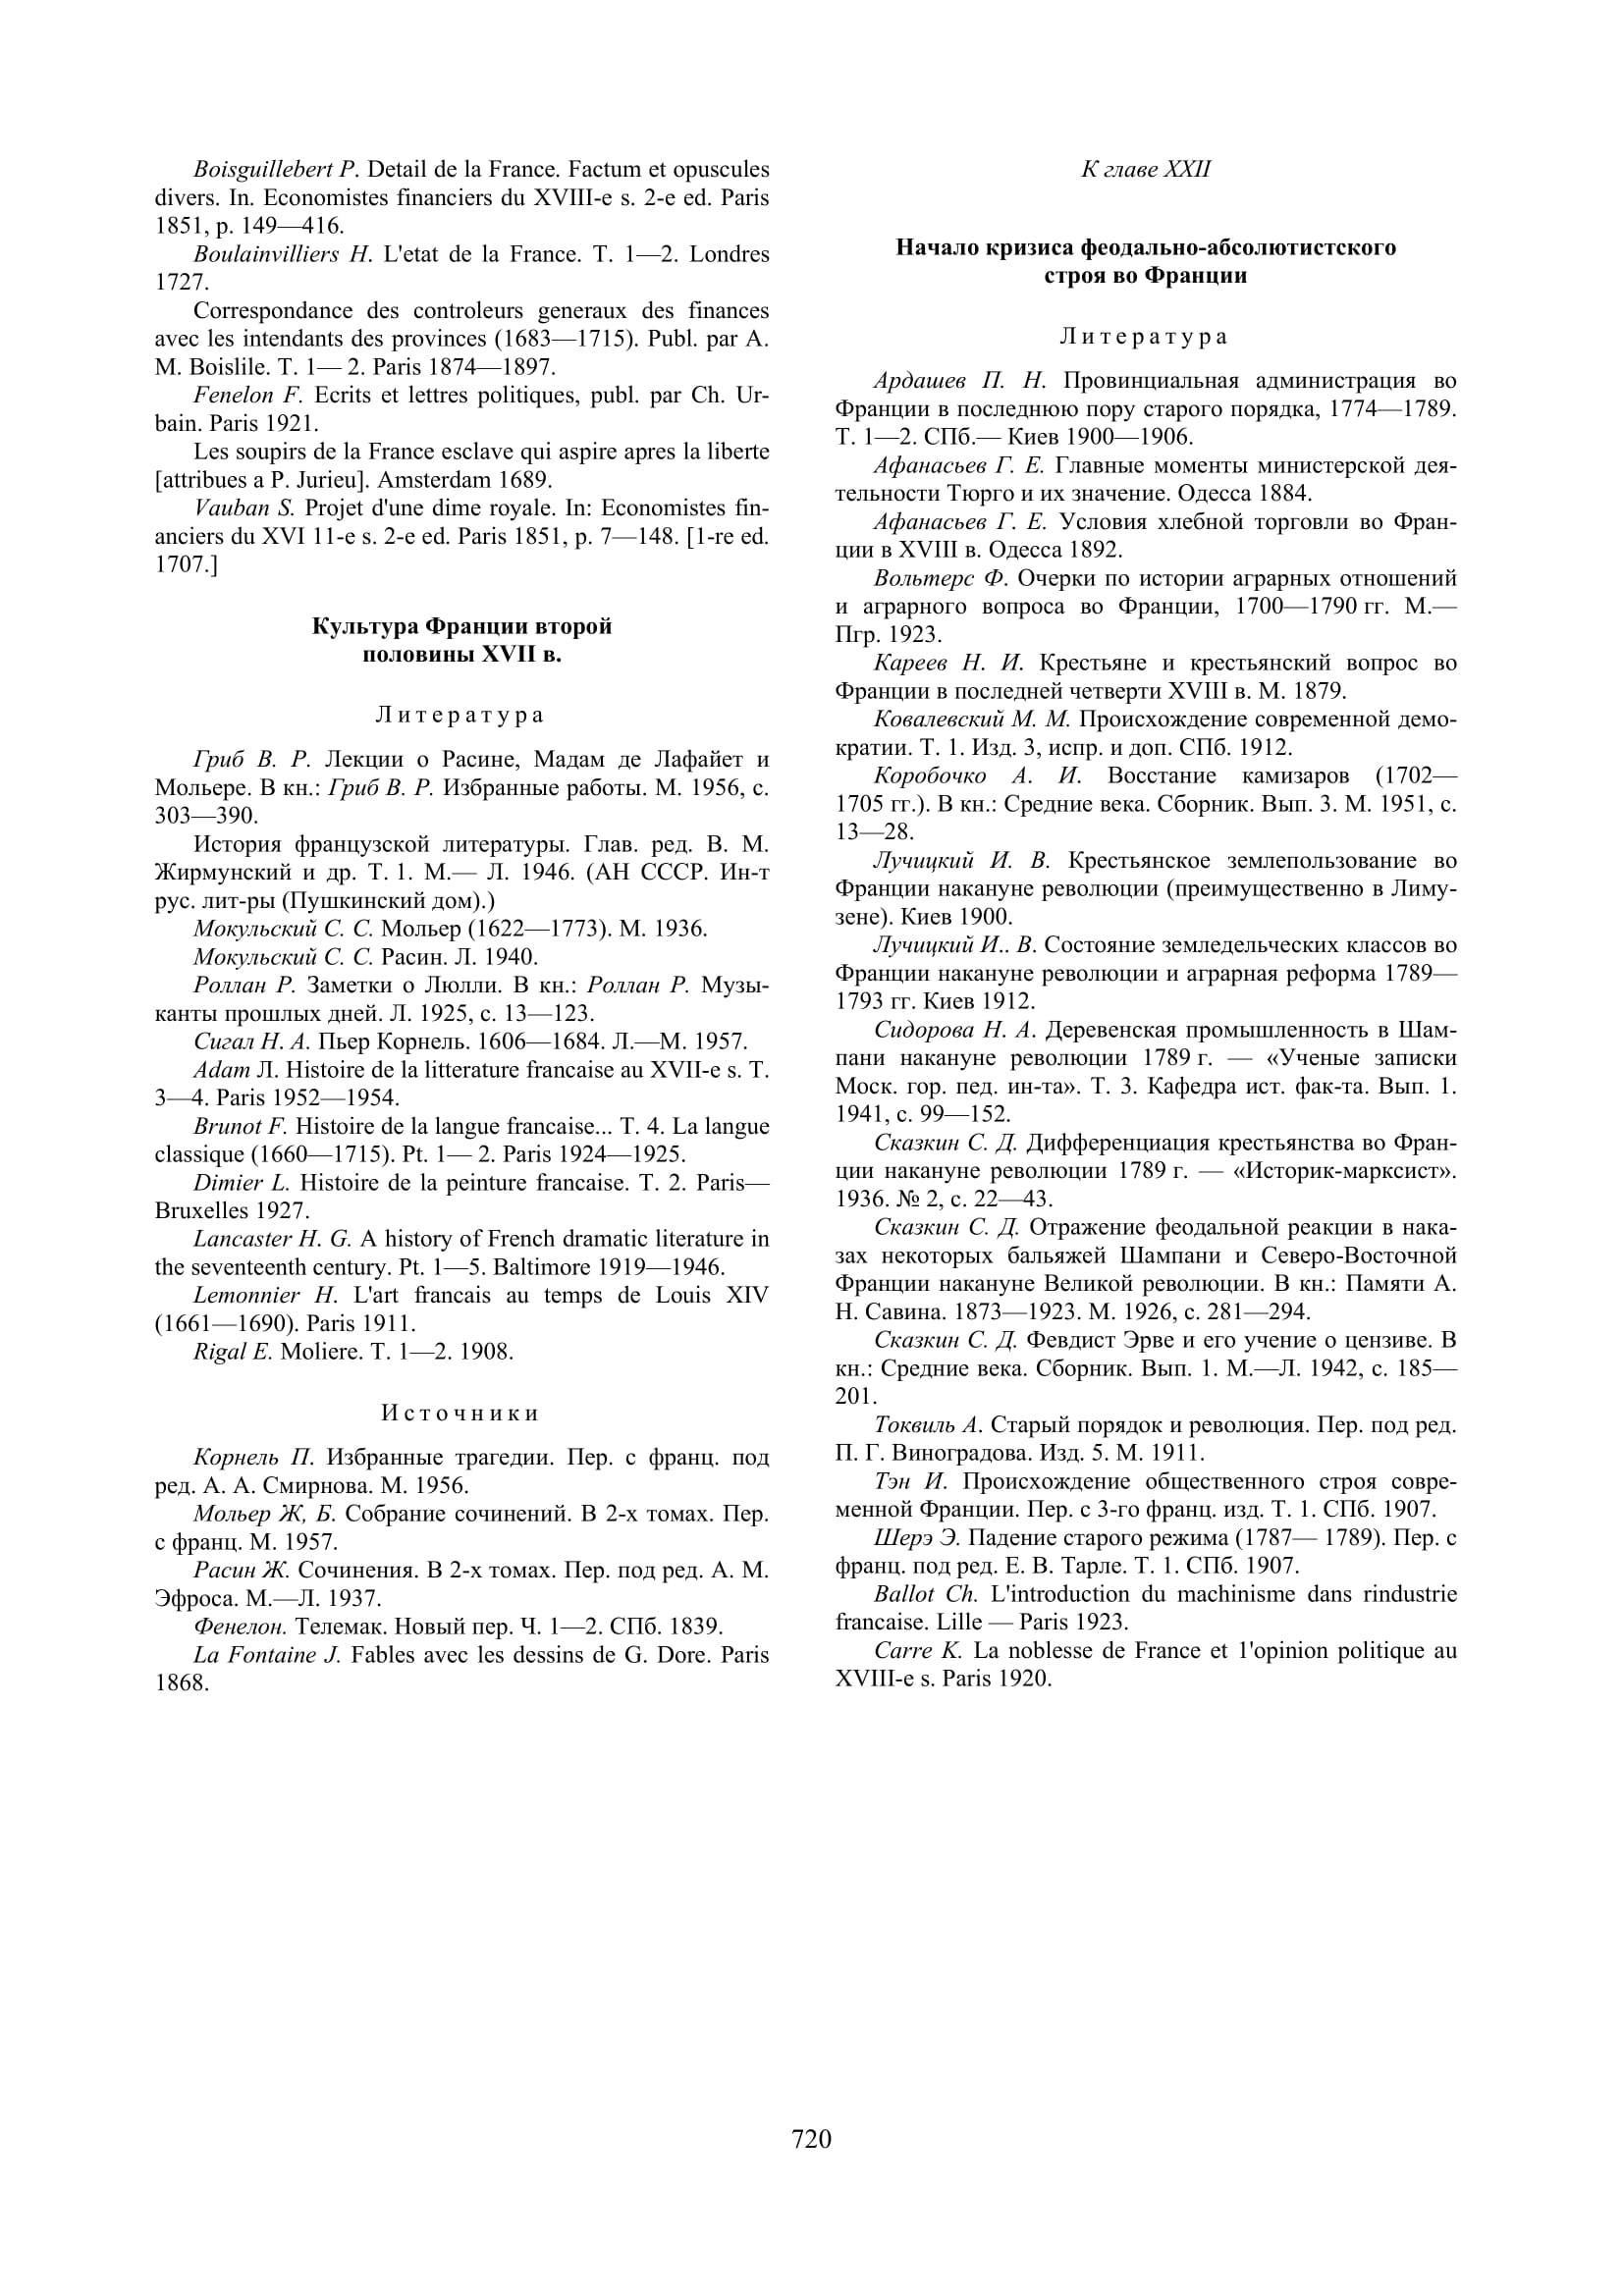 Boisguillebert P. Detail de la France. Factum et opuscules
divers. In. Economistes financiers du XVIII-e s. 2-e ed. Paris
1851, p. 149—416.
Boulainvilliers H. L'etat de la France. T. 1—2. Londres
1727.
Correspondance des controleurs generaux des finances
avec les intendants des provinces (1683—1715). Publ. par A.
M. Boislile. T. 1— 2. Paris 1874—1897.
Fenelon F. Ecrits et lettres politiques, publ. par Ch. Ur-
bain. Paris 1921.
Les soupirs de la France esclave qui aspire apres la liberte
[attribues a P. Jurieu]. Amsterdam 1689.
Vauban S. Projet d'une dime royale. In: Economistes fin-
anciers du XVI 11-e s. 2-e ed. Paris 1851, p. 7—148. [1-re ed.
1707.]
Культура Франции второй
половины XVII в.
Литература
Гриб В. Р. Лекции о Расине, Мадам де Лафайет и
Мольере. В кн.: Гриб В. Р. Избранные работы. М. 1956, с.
303—390.
История французской литературы. Глав. ред. В. М.
Жирмунский и др. Т. 1. М.— Л. 1946. (АН СССР. Ин-т
рус. лит-ры (Пушкинский дом).)
Мокульский С. С. Мольер (1622—1773). М. 1936.
Мокульский С. С. Расин. Л. 1940.
Роллан Р. Заметки о Люлли. В кн.: Роллан Р. Музы-
канты прошлых дней. Л. 1925, с. 13—123.
Сигал Н. А. Пьер Корнель. 1606—1684. Л.—М. 1957.
Adam Л. Histoire de la litterature francaise au XVII-e s. T.
3—4. Paris 1952—1954.
Brunot F. Histoire de la langue francaise... T. 4. La langue
classique (1660—1715). Pt. 1— 2. Paris 1924—1925.
Dimier L. Histoire de la peinture francaise. T. 2. Paris—
Bruxelles 1927.
Lancaster H. G. A history of French dramatic literature in
the seventeenth century. Pt. 1—5. Baltimore 1919—1946.
Lemonnier H. L'art francais au temps de Louis XIV
(1661—1690). Paris 1911.
Rigal E. Moliere. T. 1—2. 1908.
Источники
Корнель П. Избранные трагедии. Пер. с франц. под
ред. А. А. Смирнова. М. 1956.
Мольер Ж, Б. Собрание сочинений. В 2-х томах. Пер.
с франц. М. 1957.
Расин Ж. Сочинения. В 2-х томах. Пер. под ред. А. М.
Эфроса. М.—Л. 1937.
Фенелон. Телемак. Новый пер. Ч. 1—2. СПб. 1839.
La Fontaine J. Fables avec les dessins de G. Dore. Paris
1868.
К главе XXII
Начало кризиса феодально-абсолютистского
строя во Франции
Литература
Ардашев П. Н. Провинциальная администрация во
Франции в последнюю пору старого порядка, 1774—1789.
Т. 1—2. СПб.— Киев 1900—1906.
Афанасьев Г. Е. Главные моменты министерской дея-
тельности Тюрго и их значение. Одесса 1884.
Афанасьев Г. Е. Условия хлебной торговли во Фран-
ции в XVIII в. Одесса 1892.
Вольтерс Ф. Очерки по истории аграрных отношений
и аграрного вопроса во Франции, 1700—1790 гг. М.—
Пгр. 1923.
Кареев Н. И. Крестьяне и крестьянский вопрос во
Франции в последней четверти XVIII в. М. 1879.
Ковалевский М. М. Происхождение современной демо-
кратии. Т. 1. Изд. 3, испр. и доп. СПб. 1912.
Коробочко А. И. Восстание камизаров (1702—
1705 гг.). В кн.: Средние века. Сборник. Вып. 3. М. 1951, с.
13—28.
Лучицкий И. В. Крестьянское землепользование во
Франции накануне революции (преимущественно в Лиму-
зене). Киев 1900.
Лучицкий И.. В. Состояние земледельческих классов во
Франции накануне революции и аграрная реформа 1789—
1793 гг. Киев 1912.
Сидорова Н. А. Деревенская промышленность в Шам-
пани накануне революции 1789 г. — «Ученые записки
Моск. гор. пед. ин-та». Т. 3. Кафедра ист. фак-та. Вып. 1.
1941, с. 99—152.
Сказкин С. Д. Дифференциация крестьянства во Фран-
ции накануне революции 1789 г. — «Историк-марксист».
1936. № 2, с. 22—43.
Сказкин С. Д. Отражение феодальной реакции в нака-
зах некоторых бальяжей Шампани и Северо-Восточной
Франции накануне Великой революции. В кн.: Памяти А.
Н. Савина. 1873—1923. М. 1926, с. 281—294.
Сказкин С. Д. Февдист Эрве и его учение о цензиве. В
кн.: Средние века. Сборник. Вып. 1. М.—Л. 1942, с. 185—
201.
Токвиль А. Старый порядок и революция. Пер. под ред.
П. Г. Виноградова. Изд. 5. М. 1911.
Тэн И. Происхождение общественного строя совре-
менной Франции. Пер. с 3-го франц. изд. Т. 1. СПб. 1907.
Шерэ Э. Падение старого режима (1787— 1789). Пер. с
франц. под ред. Е. В. Тарле. Т. 1. СПб. 1907.
Ballot Ch. L'introduction du machinisme dans rindustrie
francaise. Lille — Paris 1923.
Carre K. La noblesse de France et 1'opinion politique au
XVIII-e s. Paris 1920.
720